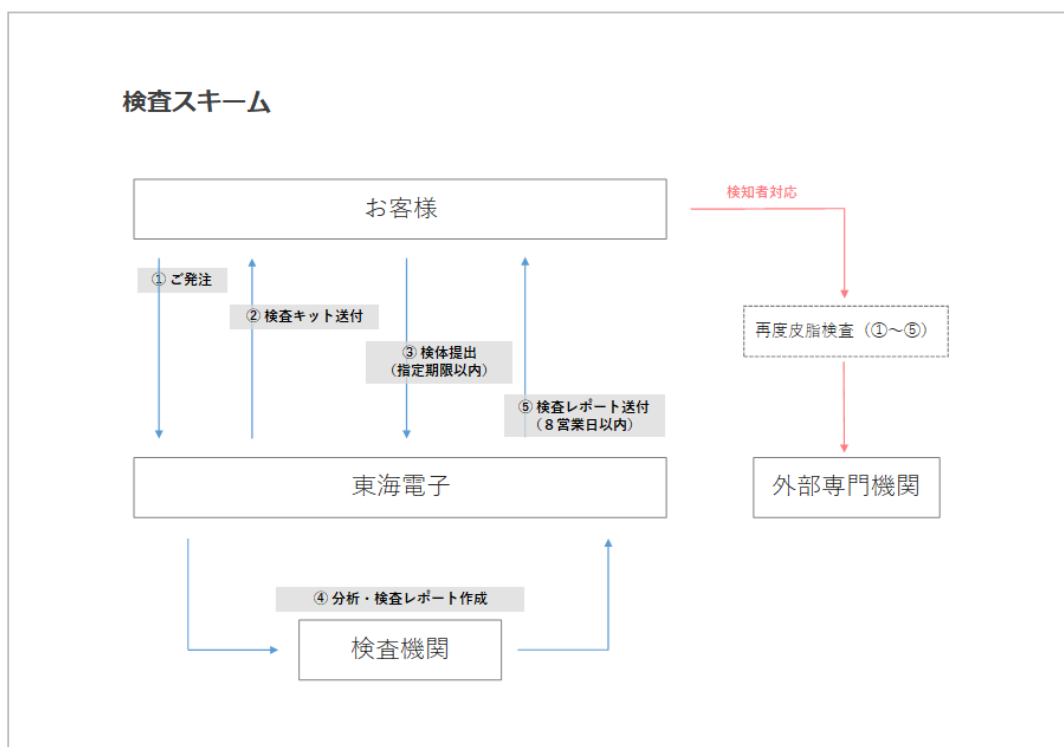 検査スキーム
お客様
検知者対応
① ご発注
② 検査キット送付
再度皮脂検査（①～⑤）
③ 検体提出
（指定期限以内）
⑤ 検査レポート送付
（８営業日以内）
東海電子
外部専門機関
④ 分析・検査レポート作成
検査機関